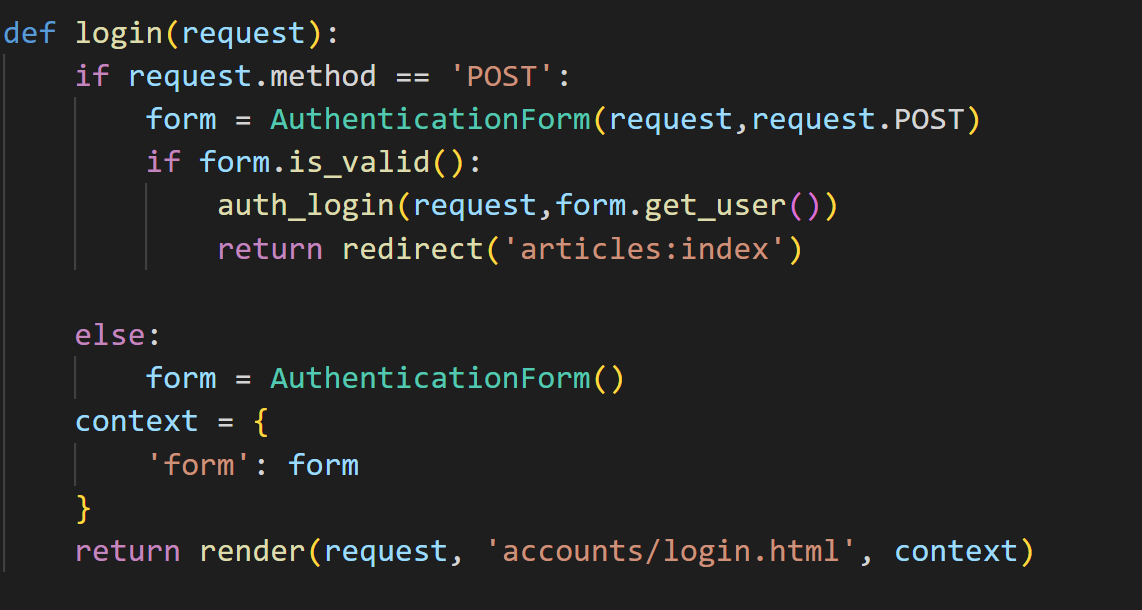 def login(request):
    if request.method == 'POST':
        form = AuthenticationForm(request,request.POST)
        if form.is_valid():
            auth_login(request,form.get_user())
            return redirect('articles:index')

    else:
        form = AuthenticationForm()
    context = {
        'form': form
    }
    return render(request, 'accounts/login.html', context)